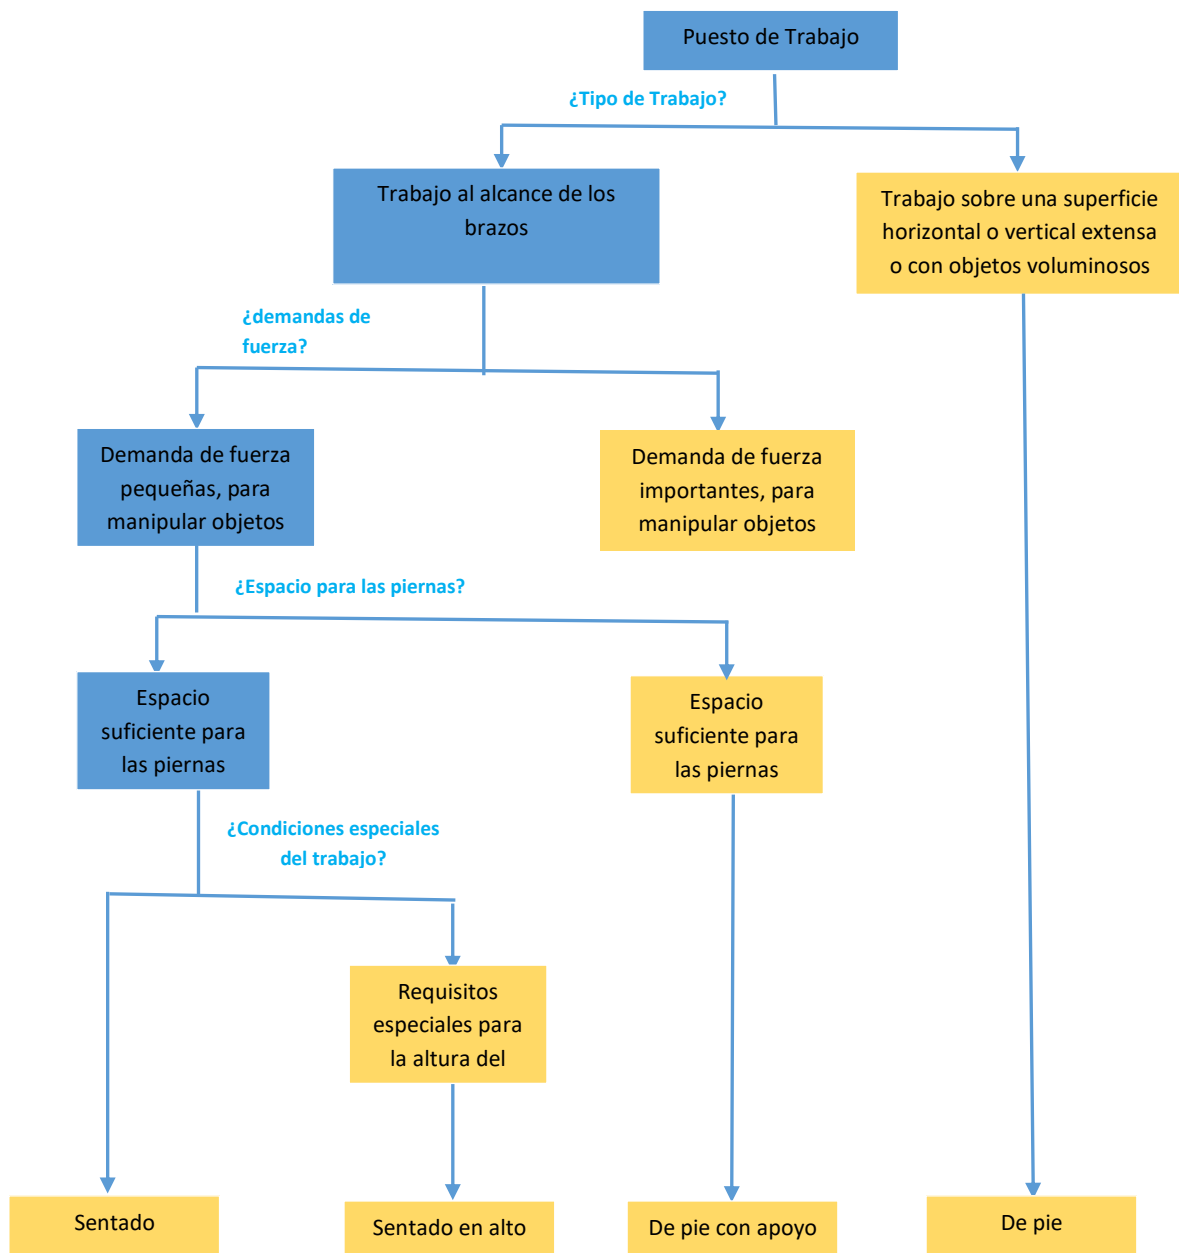 Puesto de Trabajo
¿Tipo de Trabajo?
Trabajo al alcance de los
brazos
Trabajo sobre una superficie
horizontal o vertical extensa
o con objetos voluminosos
¿demandas de
fuerza?
Demanda de fuerza
pequeñas, para
manipular objetos
Demanda de fuerza
importantes, para
manipular objetos
¿Espacio para las piernas?
Espacio
suficiente para
las piernas
Espacio
suficiente para
las piernas
¿Condiciones especiales
del trabajo?
Requisitos
especiales para
la altura del
Sentado
Sentado en alto
De pie con apoyo
De pie